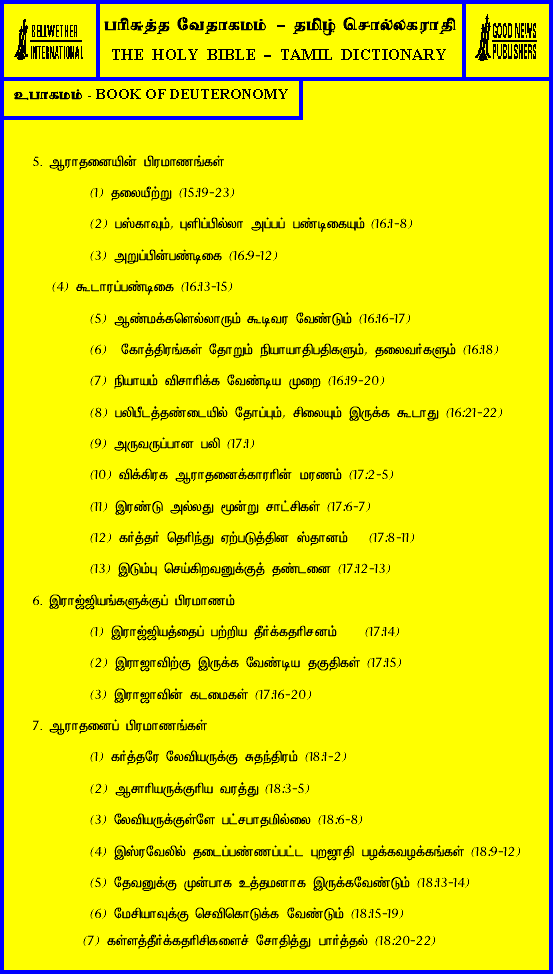 BELLWETHER
INTERNATIONAL
பரிசுத்த வேதாகமம் – தமிழ் சொல்லகராதி
THE HOLY BIBLE – TAMIL DICTIONARY
GOOD NEWS
PUBLISHERS
உபாகமம் - BOOK OF DEUTERONOMY
5. ஆராதனையின் பிரமாணங்கள்
(1) தலையீற்று (15:19-23)
(2) பஸ்காவும், புளிப்பில்லா அப்பப் பண்டிகையும் (16:1-8)
(3) அறுப்பின்பண்டிகை (16:9-12)
(4) கூடாரப்பண்டிகை (16:13-15)
(5) ஆண்மக்களெல்லாரும் கூடிவர வேண்டும் (16:16-17)
(6) கோத்திரங்கள் தோறும் நியாயாதிபதிகளும், தலைவர்களும் (16:18)
(7) நியாயம் விசாரிக்க வேண்டிய முறை (16:19-20)
(8) பலிபீடத்தண்டையில் தோப்பும், சிலையும் இருக்க கூடாது (16:21-22)
(9) அருவருப்பான பலி (17:1)
(10) விக்கிரக ஆராதனைக்காரரின் மரணம் (17:2-5)
(11) இரண்டு அல்லது மூன்று சாட்சிகள் (17:6-7)
(12) கர்த்தர் தெரிந்து ஏற்படுத்தின ஸ்தானம் (17:8-11)
(13) இடும்பு செய்கிறவனுக்குத் தண்டனை (17:12-13)
6. இராஜ்ஜியங்களுக்குப் பிரமாணம்
(1) இராஜ்ஜியத்தைப் பற்றிய தீர்க்கதரிசனம் (17:14)
(2) இராஜாவிற்கு இருக்க வேண்டிய தகுதிகள் (17:15)
(3) இராஜாவின் கடமைகள் (17:16-20)
7. ஆராதனைப் பிரமாணங்கள்
(1) கர்த்தரே லேவியருக்கு சுதந்திரம் (18:1-2)
(2) ஆசாரியருக்குரிய வரத்து (18:3-5)
(3) லேவியருக்குள்ளே பட்சபாதமில்லை (18:6-8)
(4) இஸ்ரவேலில் தடைப்பண்ணப்பட்ட புறஜாதி பழக்கவழக்கங்கள் (18:9-12)
(5) தேவனுக்கு முன்பாக உத்தமனாக இருக்கவேண்டும் (18:13-14)
(6) மேசியாவுக்கு செவிகொடுக்க வேண்டும் (18:15-19)
(7) கள்ளத்தீர்க்கதரிசிகளைச் சோதித்து பார்த்தல் (18:20-22)